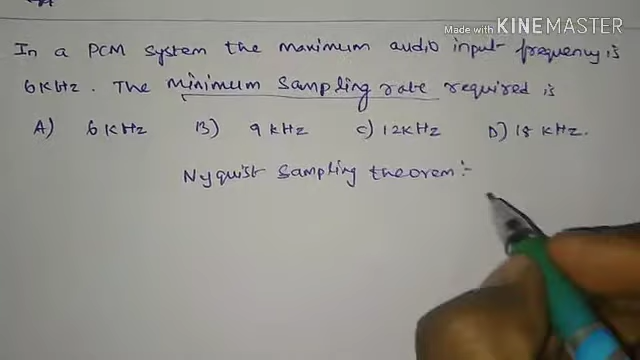 Made with KINEMASTER
In a PCM system the maximum audio input frequency is
6KHz. The minimum sampling rate required is
A) 6 KHz B) 9 kHz C) 12KHz D) 18 KHz.
Nyquist Sampling theorem:-